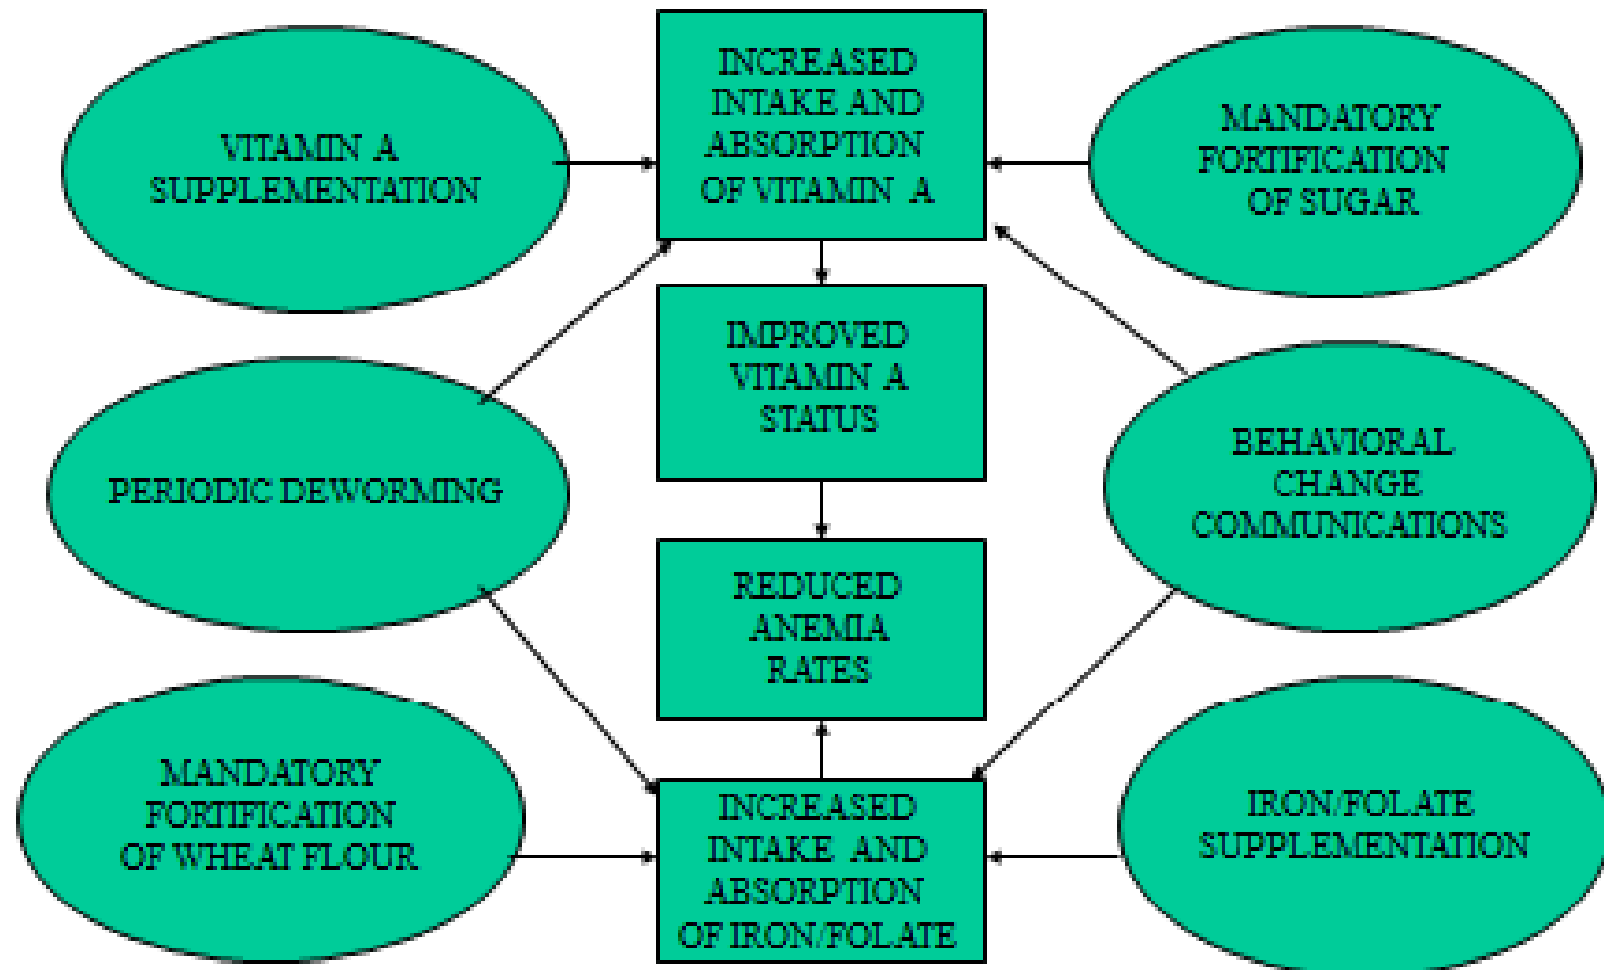 VITAMIN A
SUPPLEMENTATION
INCREASED
INTAKE AND
ABSORPTION
OF VITAMIN A
MANDATORY
FORTIFICATION
OF SUGAR
IMPROVED
VITAMIN A
STATUS
PERIODIC DEWORMING
BEHAVIORAL
CHANGE
COMMUNICATIONS
REDUCED
ANEMIA
RATES
MANDATORY
FORTIFICATION
OF WHEAT FLOUR
INCREASED
INTAKE AND
ABSORPTION
OF IRON/FOLATE
IRON/FOLATE
SUPPLEMENTATION